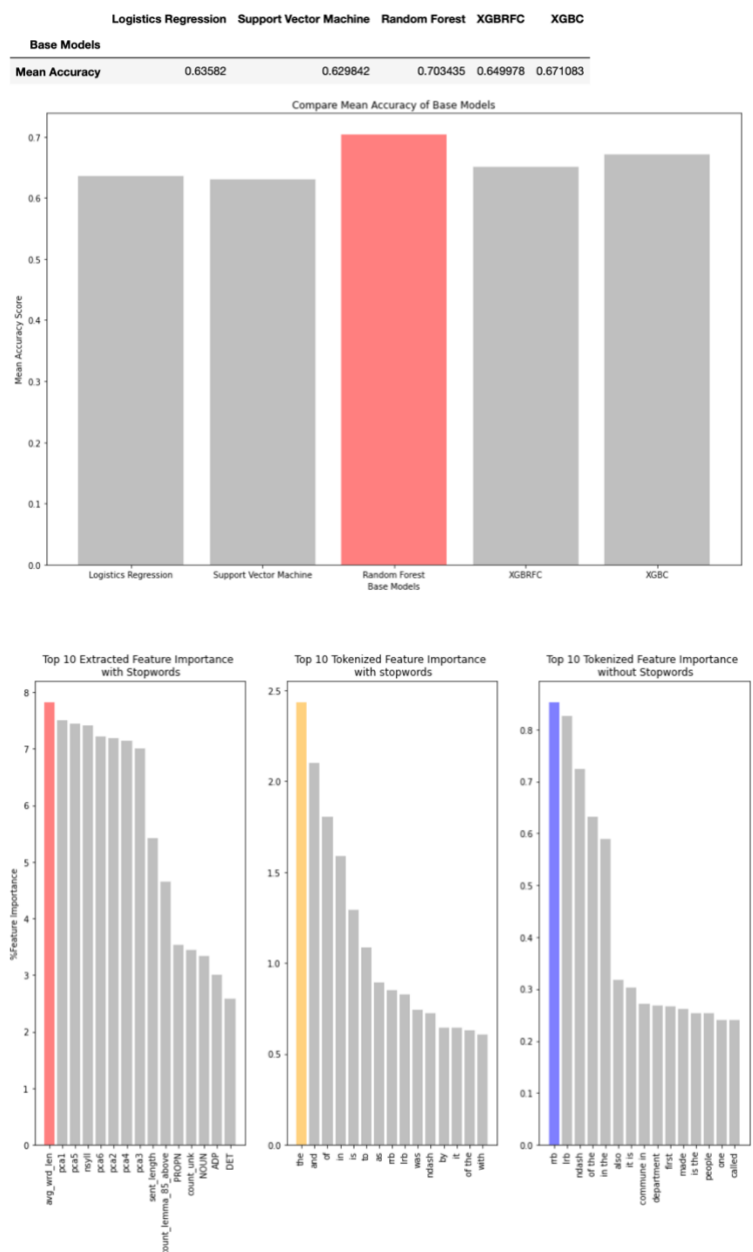 Logistics Regression Support Vector Machine Random Forest XGBRFC XGBC
Base Models
Mean Accuracy 0.63582 0.629842 0.703435 0.649978 0.671083
Compare Mean Accuracy of Base Models
0.7
0.6
0.5
0.4
0.3
0.2
0.1
0.0
Mean Accuracy Score
Logistics Regression Support Vector Machine Random Forest XGBRFC XGBC
Base Models
Top 10 Extracted Feature Importance
with Stopwords
8
7
6
5
4
3
2
1
0
%Feature Importance
avg_wrd_len
pca1
pca5
nsyll
pca6
pca2
pca4
pca3
sent_length
count_lemma_85_above
PROPN
count_unk
NOUN
ADP
DET
Top 10 Tokenized Feature Importance
with stopwords
2.5
2.0
1.5
1.0
0.5
0.0
the
and
of
in
is
to
as
rrb
lrb
was
ndash
by
it
of the
with
Top 10 Tokenized Feature Importance
without Stopwords
0.8
0.7
0.6
0.5
0.4
0.3
0.2
0.1
0.0
rrb
lrb
ndash
of the
in the
also
it is
commune in
department
first
made
is the
people
one
called